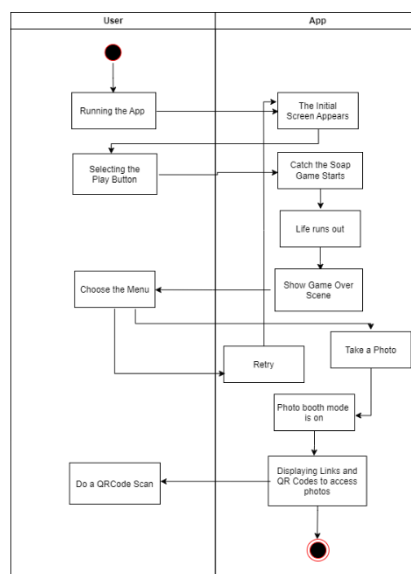 User
App
Running the App
The Initial
Screen Appears
Selecting the
Play Button
Catch the Soap
Game Starts
Life runs out
Choose the Menu
Show Game Over
Scene
Retry
Take a Photo
Photo booth mode
is on
Do a QRCode Scan
Displaying Links and
QR Codes to access
photos